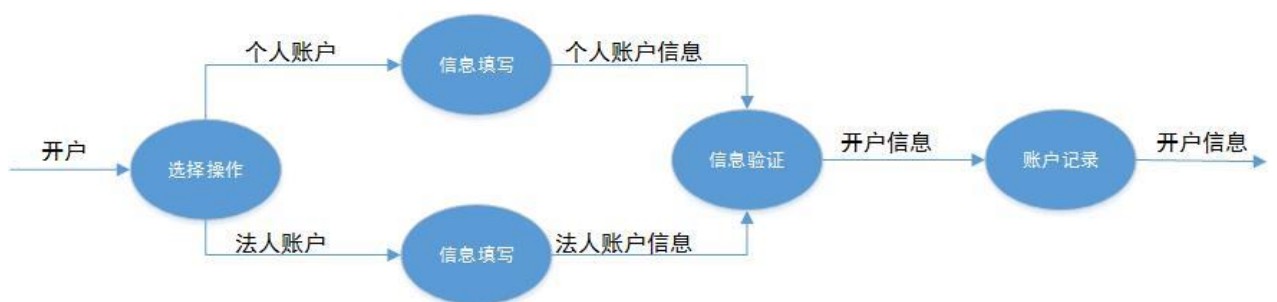 个人账户
信息填写
个人账户信息
开户
选择操作
信息验证
开户信息
账户记录
开户信息
法人账户
信息填写
法人账户信息